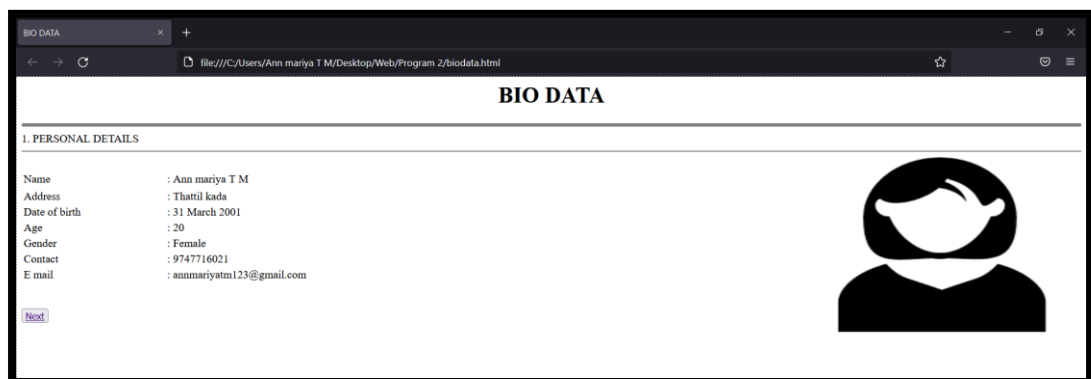 BIO DATA
file:///C:/Users/Ann mariya T M/Desktop/Web/Program 2/biodata.html
BIO DATA
1. PERSONAL DETAILS
Name : Ann mariya T M
Address : Thattil kada
Date of birth : 31 March 2001
Age : 20
Gender : Female
Contact : 9747716021
E mail : annmariyatm123@gmail.com
Next